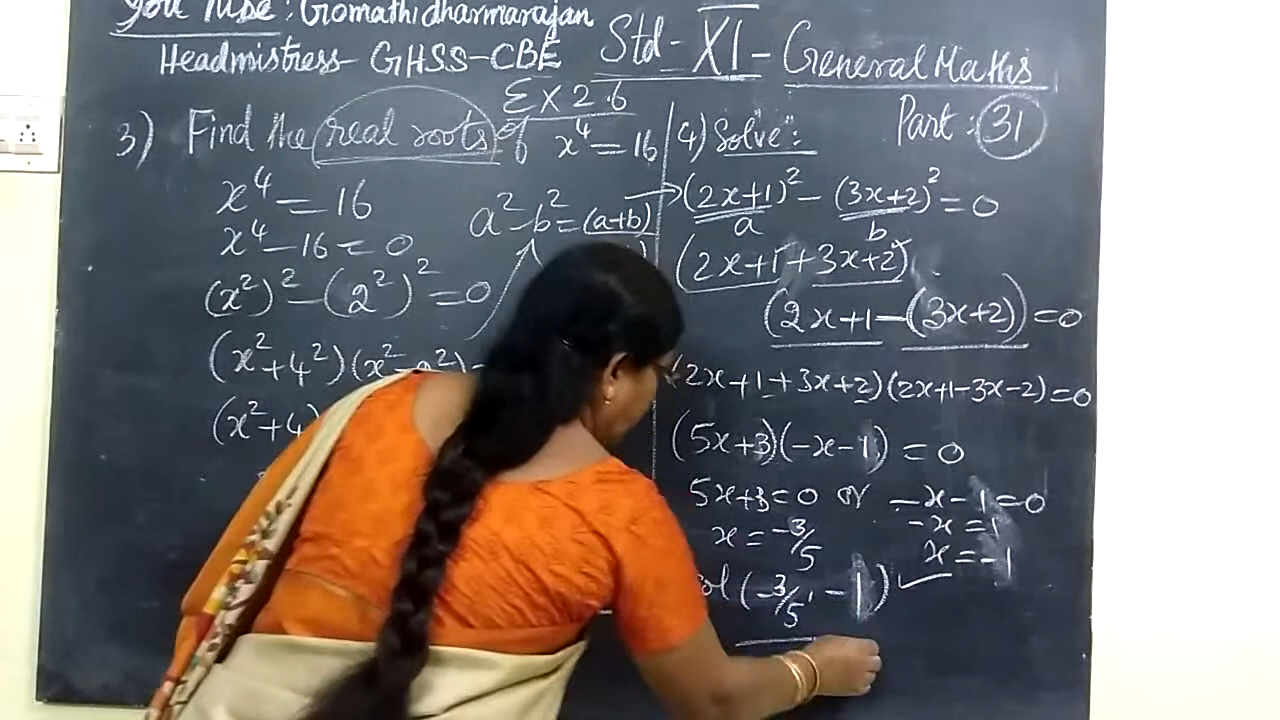 You Tube: Gomathidharmarajan
Headmistress- GHSS-CBE
Std- XI - General Maths
EX 2.6
Part: 31
3) Find the real roots of x⁴ = 16
x⁴ = 16
x⁴ - 16 = 0
(x²)² - (2²)² = 0
a² - b² = (a+b)
(x² + 4²)(x² - 2²)
(x² + 4)
4) "Solve":
(2x+1)² - (3x+2)² = 0
a b
(2x+1+3x+2)
(2x+1-(3x+2)) = 0
(2x+1+3x+2)(2x+1-3x-2) = 0
(5x+3)(-x-1) = 0
5x+3 = 0 or -x-1 = 0
-x = 1
x = -3/5
x = -1
Sol (-3/5, -1) ✓